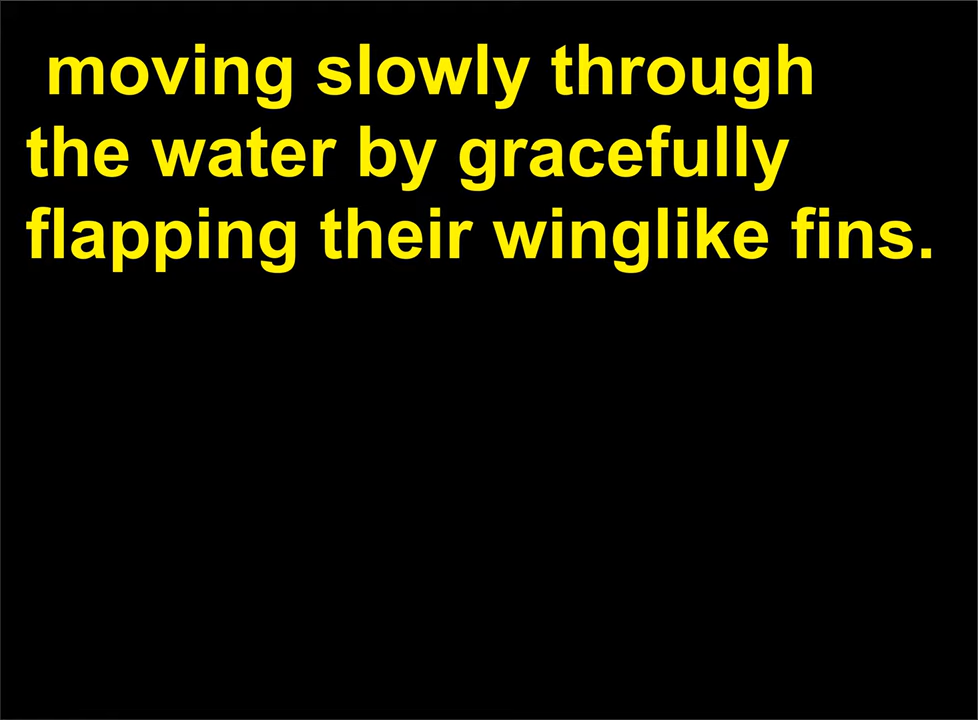 moving slowly through
the water by gracefully
flapping their winglike fins.